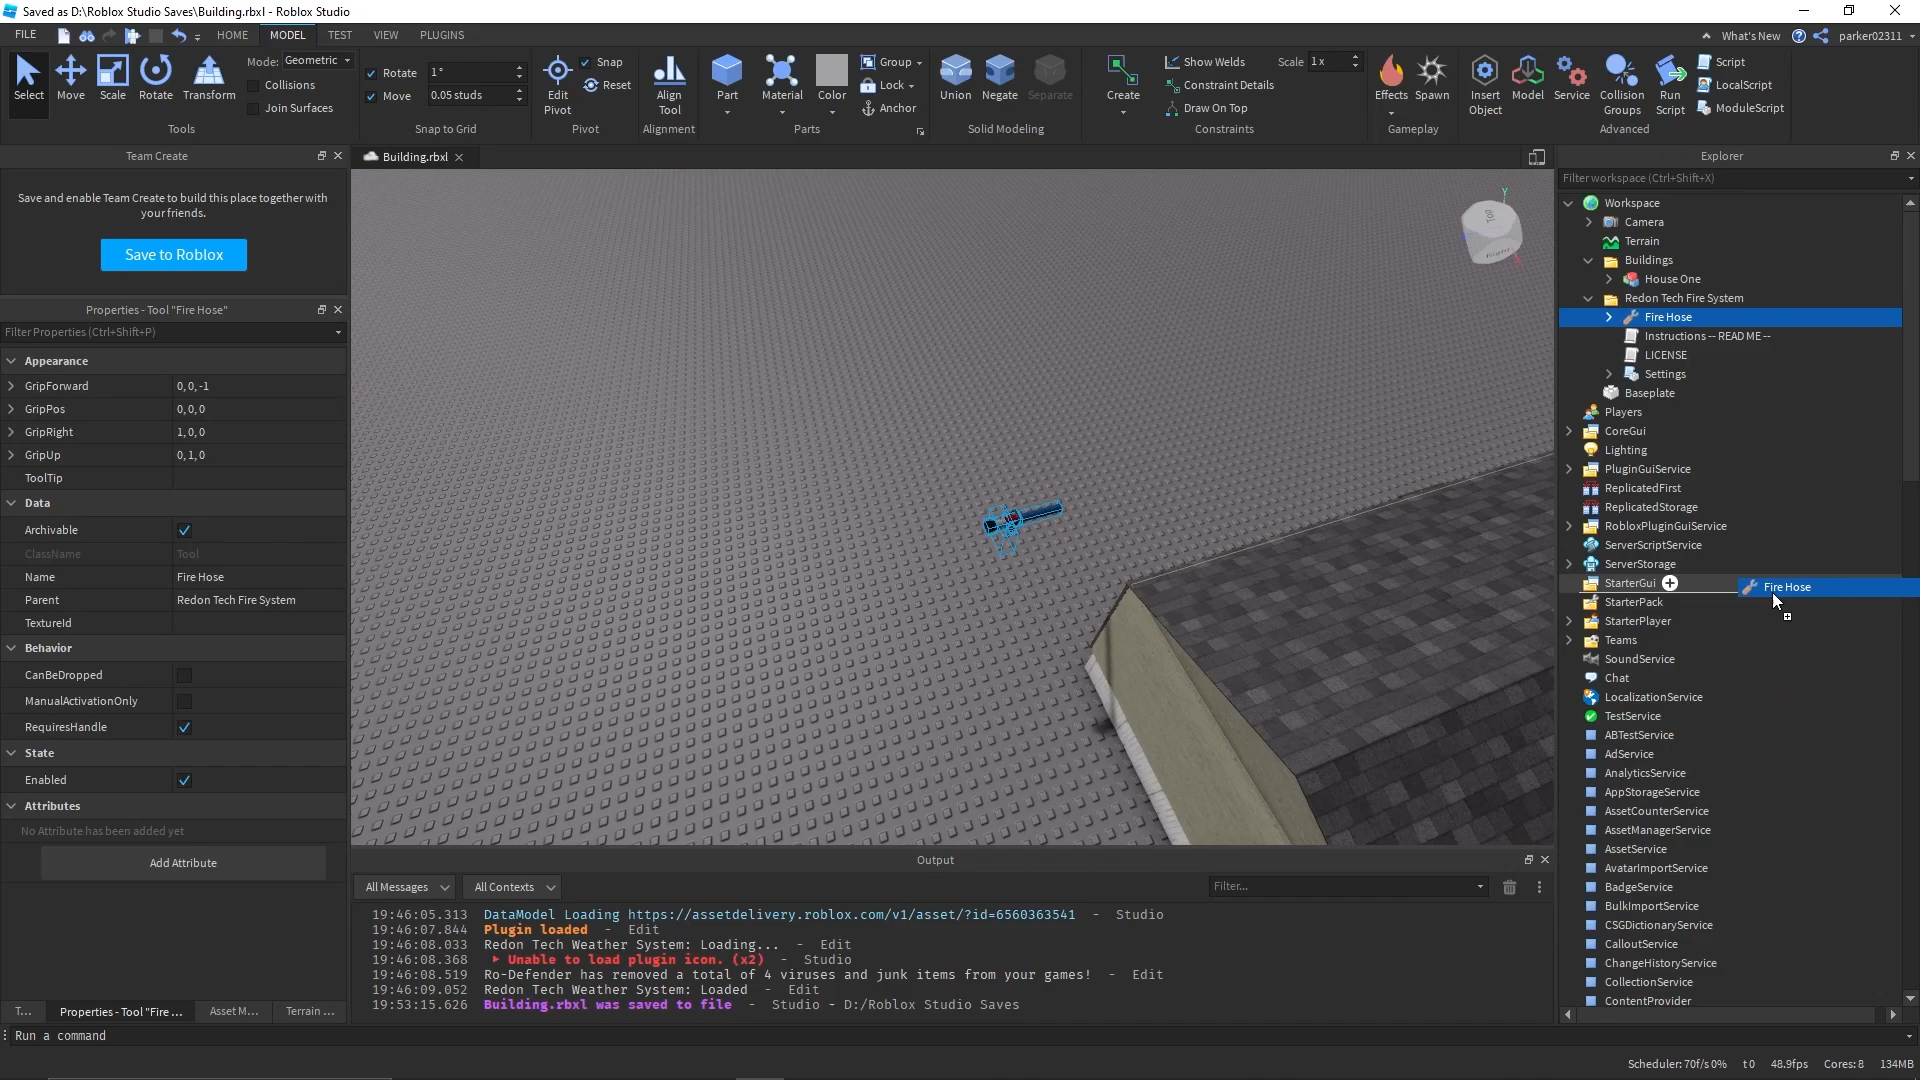 Saved as D:\Roblox Studio Saves\Building.rbxl - Roblox Studio
FILE HOME MODEL TEST VIEW PLUGINS What's New parker02311
Select Move Scale Rotate Transform
Mode: Geometric
Collisions
Join Surfaces
Tools
Rotate 1°
Move 0.05 studs
Snap to Grid
Edit Pivot
Snap
Reset
Pivot
Align Tool
Alignment
Part Material Color
Group
Lock
Anchor
Parts
Union Negate Separate
Solid Modeling
Create
Show Welds
Constraint Details
Draw On Top
Scale 1 x
Constraints
Effects Spawn
Gameplay
Insert Object Model Service Collision Groups Run Script
Script
LocalScript
ModuleScript
Advanced
Team Create
Save and enable Team Create to build this place together with
your friends.
Save to Roblox
Properties - Tool "Fire Hose"
Filter Properties (Ctrl+Shift+P)
Appearance
GripForward 0, 0, -1
GripPos 0, 0, 0
GripRight 1, 0, 0
GripUp 0, 1, 0
ToolTip
Data
Archivable
ClassName Tool
Name Fire Hose
Parent Redon Tech Fire System
TextureId
Behavior
CanBeDropped
ManualActivationOnly
RequiresHandle
State
Enabled
Attributes
No Attribute has been added yet
Add Attribute
T... Properties - Tool "Fire ... Asset M... Terrain ...
Building.rbxl
Y
TOP
Output
All Messages All Contexts Filter...
19:46:05.313 DataModel Loading https://assetdelivery.roblox.com/v1/asset/?id=6560363541 - Studio
19:46:07.844 Plugin loaded - Edit
19:46:08.033 Redon Tech Weather System: Loading... - Edit
19:46:08.368 Unable to load plugin icon. (x2) - Studio
19:46:08.519 Ro-Defender has removed a total of 4 viruses and junk items from your games! - Edit
19:46:09.052 Redon Tech Weather System: Loaded - Edit
19:53:15.626 Building.rbxl was saved to file - Studio - D:/Roblox Studio Saves
Explorer
Filter workspace (Ctrl+Shift+X)
Workspace
Camera
Terrain
Buildings
House One
Redon Tech Fire System
Fire Hose
Instructions -- READ ME --
LICENSE
Settings
Baseplate
Players
CoreGui
Lighting
PluginGuiService
ReplicatedFirst
ReplicatedStorage
RobloxPluginGuiService
ServerScriptService
ServerStorage
StarterGui Fire Hose
StarterPack
StarterPlayer
Teams
SoundService
Chat
LocalizationService
TestService
ABTestService
AdService
AnalyticsService
AppStorageService
AssetCounterService
AssetManagerService
AssetService
AvatarImportService
BadgeService
BulkImportService
CSGDictionaryService
CalloutService
ChangeHistoryService
CollectionService
ContentProvider
Run a command
Scheduler: 70f/s 0% t0 48.9fps Cores: 8 134MB